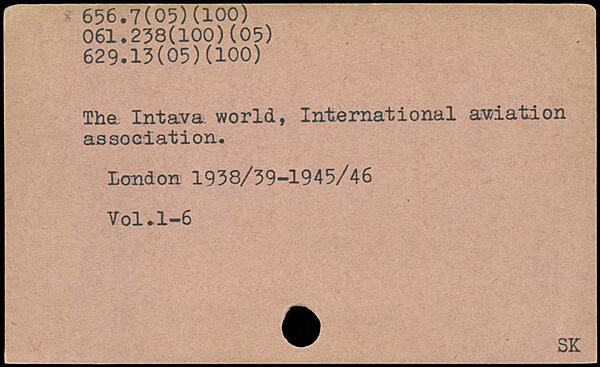 656.7(05)(100)
061.238(100)(05)
629.13(05)(100)
The Intava world, International aviation
association.
London 1938/39-1945/46
Vol.1-6
SK